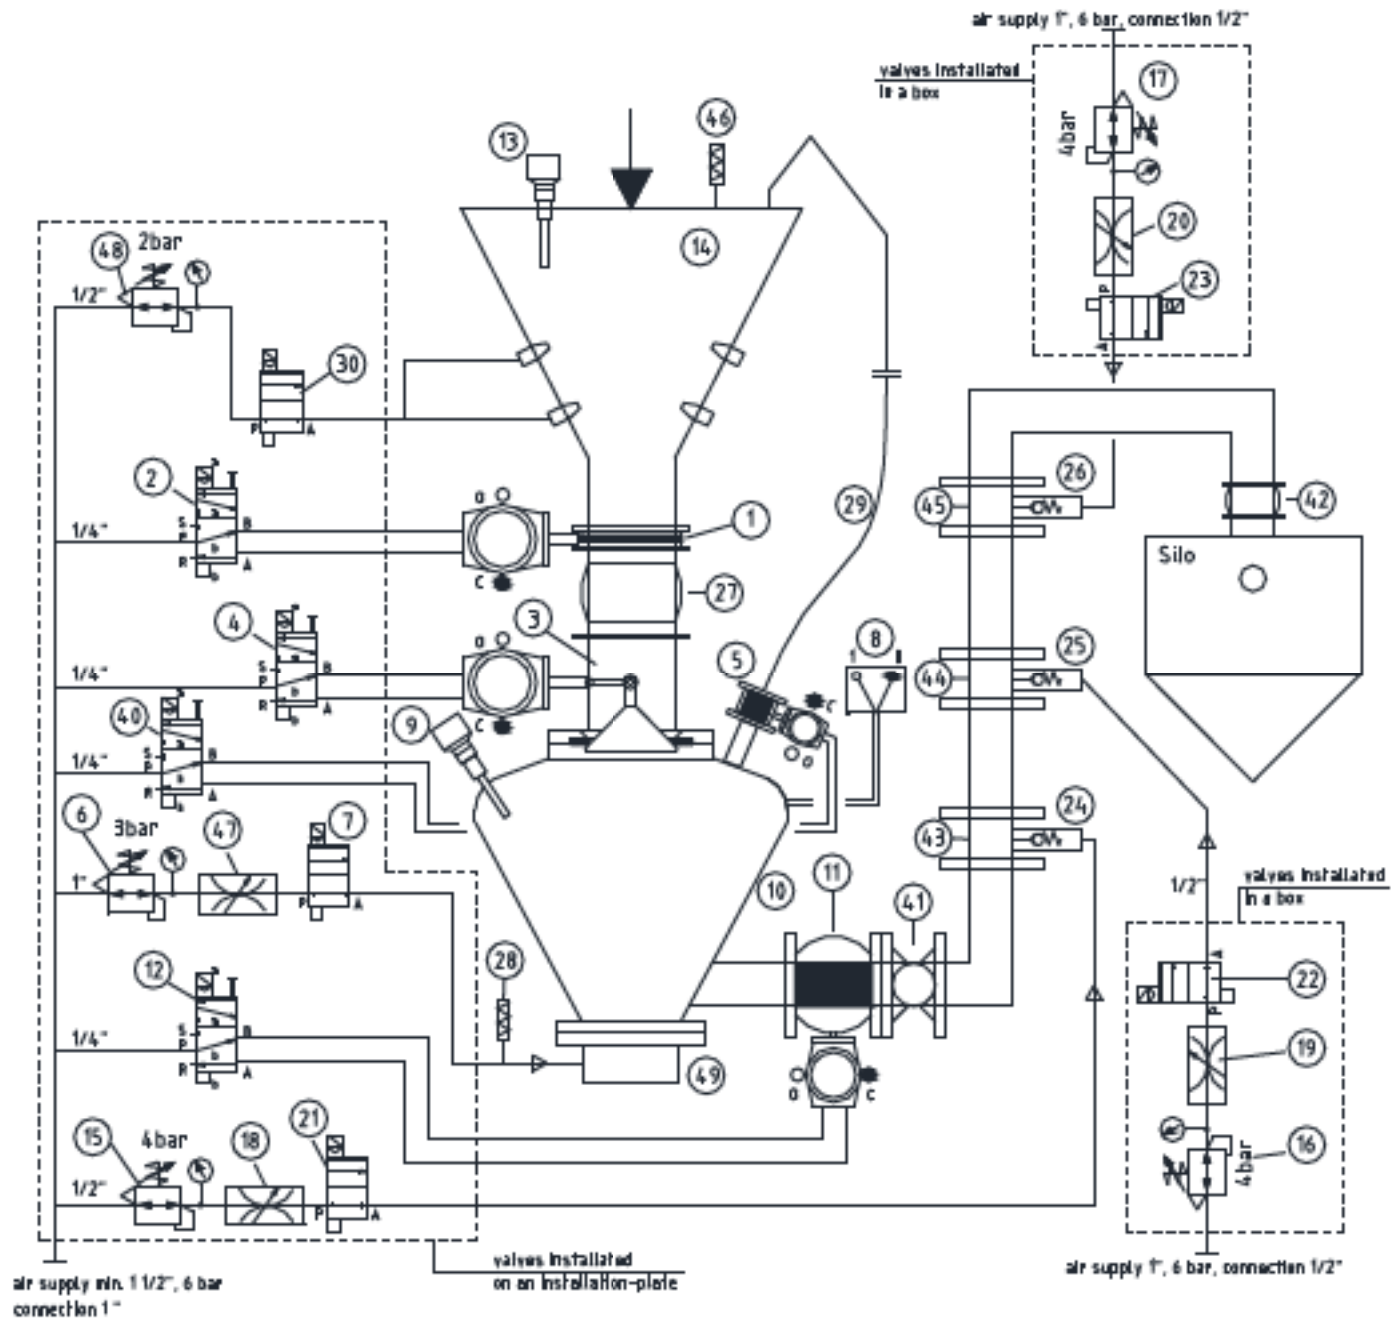 air supply 1", 6 bar, connection 1/2"
valves installated
in a box
17
4bar
20
P
23
A
46
13
14
48
2bar
1/2"
30
P
A
2
1/4"
S
P
R
B
A
b
b
O
C
1
27
29
45
26
42
Silo
4
1/4"
S
P
R
B
A
b
b
O
C
3
5
C
O
8
1
44
25
40
1/4"
S
P
R
B
A
b
b
9
6
3bar
1"
47
7
P
A
10
11
41
43
24
1/2"
valves installated
in a box
12
1/4"
S
P
R
B
A
b
b
28
49
O
C
A
22
P
19
16
4bar
15
4bar
1/2"
18
21
P
A
valves installated
on an installation-plate
air supply min. 1 1/2", 6 bar
connection 1"
air supply 1", 6 bar, connection 1/2"